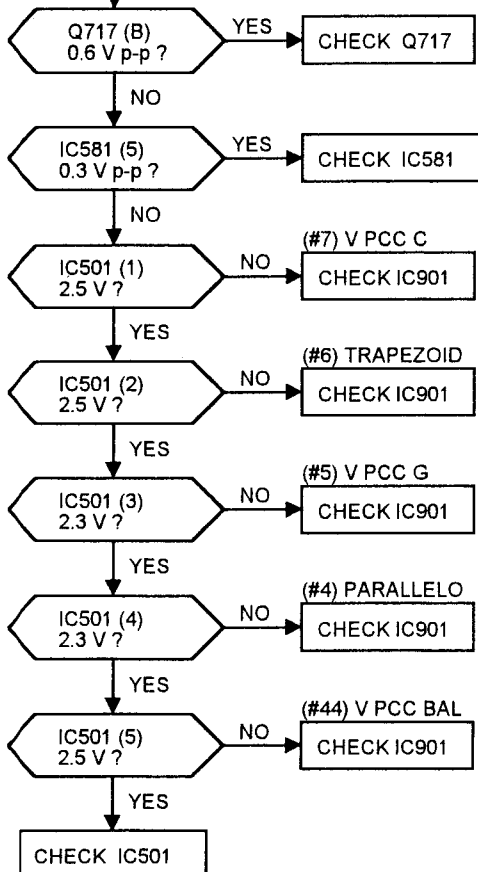 Q717 (B)
0.6 V p-p ?
YES
CHECK Q717
NO
IC581 (5)
0.3 V p-p ?
YES
CHECK IC581
NO
IC501 (1)
2.5 V ?
NO
(#7) V PCC C
CHECK IC901
YES
IC501 (2)
2.5 V ?
NO
(#6) TRAPEZOID
CHECK IC901
YES
IC501 (3)
2.3 V ?
NO
(#5) V PCC G
CHECK IC901
YES
IC501 (4)
2.3 V ?
NO
(#4) PARALLELO
CHECK IC901
YES
IC501 (5)
2.5 V ?
NO
(#44) V PCC BAL
CHECK IC901
YES
CHECK IC501